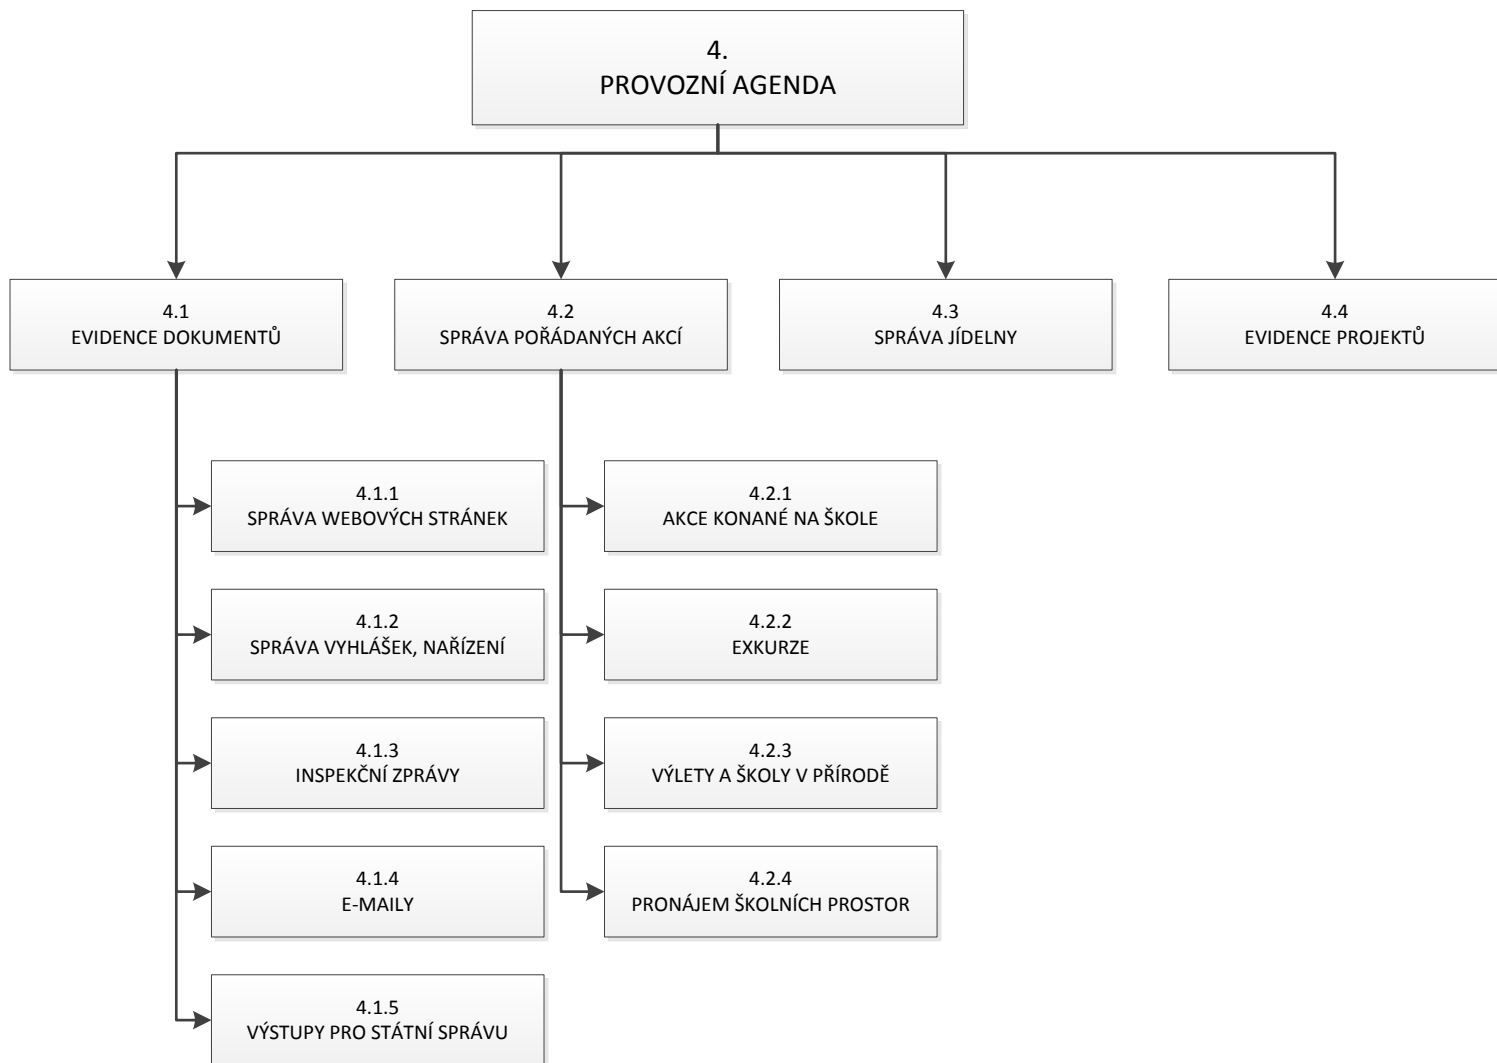 4.
PROVOZNÍ AGENDA
4.1
EVIDENCE DOKUMENTŮ
4.2
SPRÁVA POŘÁDANÝCH AKCÍ
4.3
SPRÁVA JÍDELNY
4.4
EVIDENCE PROJEKTŮ
4.1.1
SPRÁVA WEBOVÝCH STRÁNEK
4.1.2
SPRÁVA VYHLÁŠEK, NAŘÍZENÍ
4.1.3
INSPEKČNÍ ZPRÁVY
4.1.4
E-MAILY
4.1.5
VÝSTUPY PRO STÁTNÍ SPRÁVU
4.2.1
AKCE KONANÉ NA ŠKOLE
4.2.2
EXKURZE
4.2.3
VÝLETY A ŠKOLY V PŘÍRODĚ
4.2.4
PRONÁJEM ŠKOLNÍCH PROSTOR